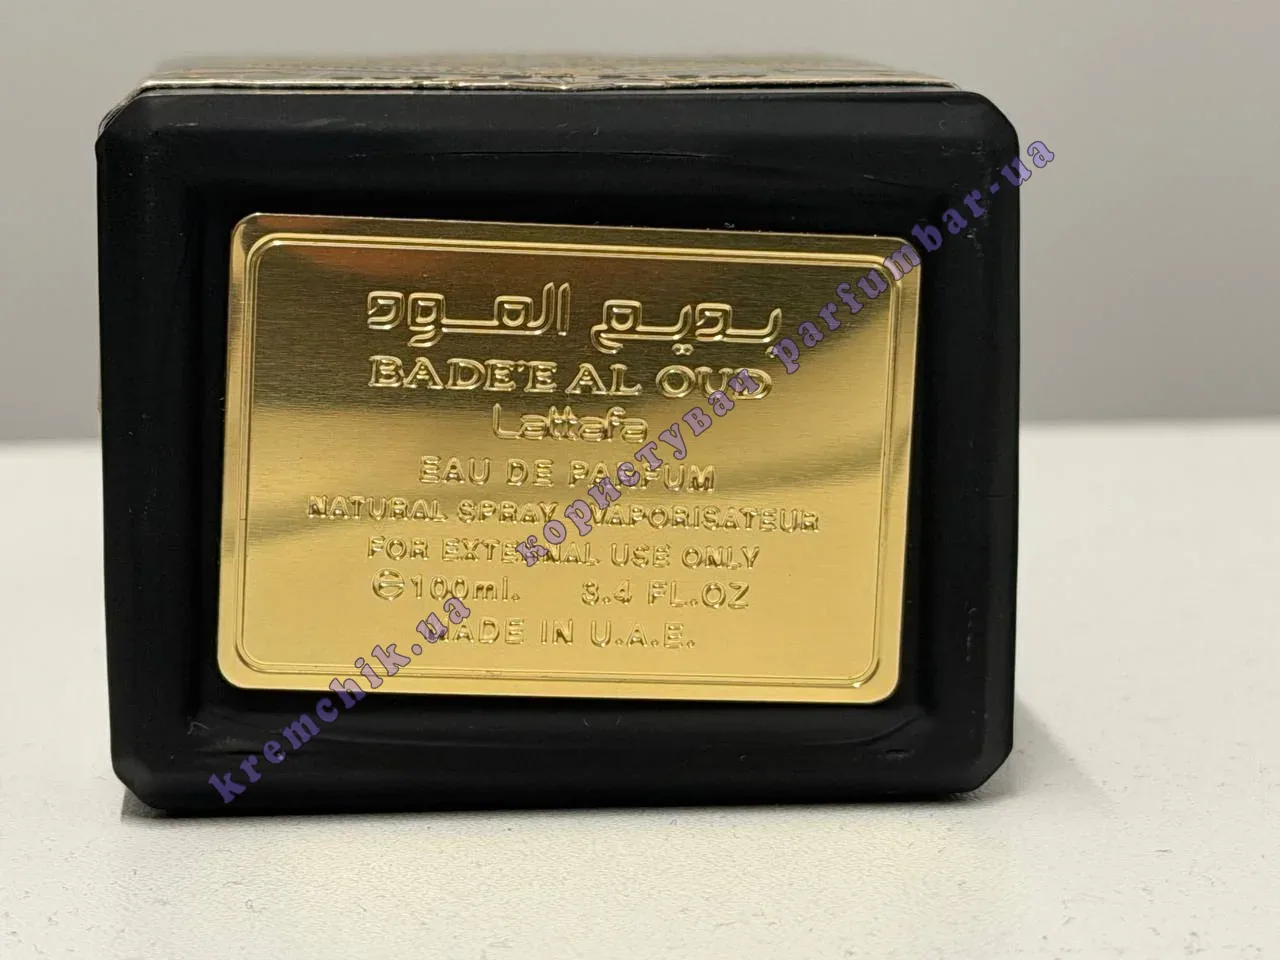 بديع العود
BADE'E AL OUD
Lattafa
EAU DE PARFUM
NATURAL SPRAY VAPORISATEUR
FOR EXTERNAL USE ONLY
℮100ml. 3.4 FL.OZ
MADE IN U.A.E.
kremchik.ua користувач parfumbar-ua